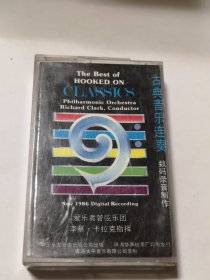 The Best of
HOOKED ON
CLASSICS
Philharmonic Orchestra
Richard Clark, Conductor
New 1986 Digital Recording
爱乐者管弦乐团
李察·卡拉克指挥
古典音乐连奏
数码录音制作